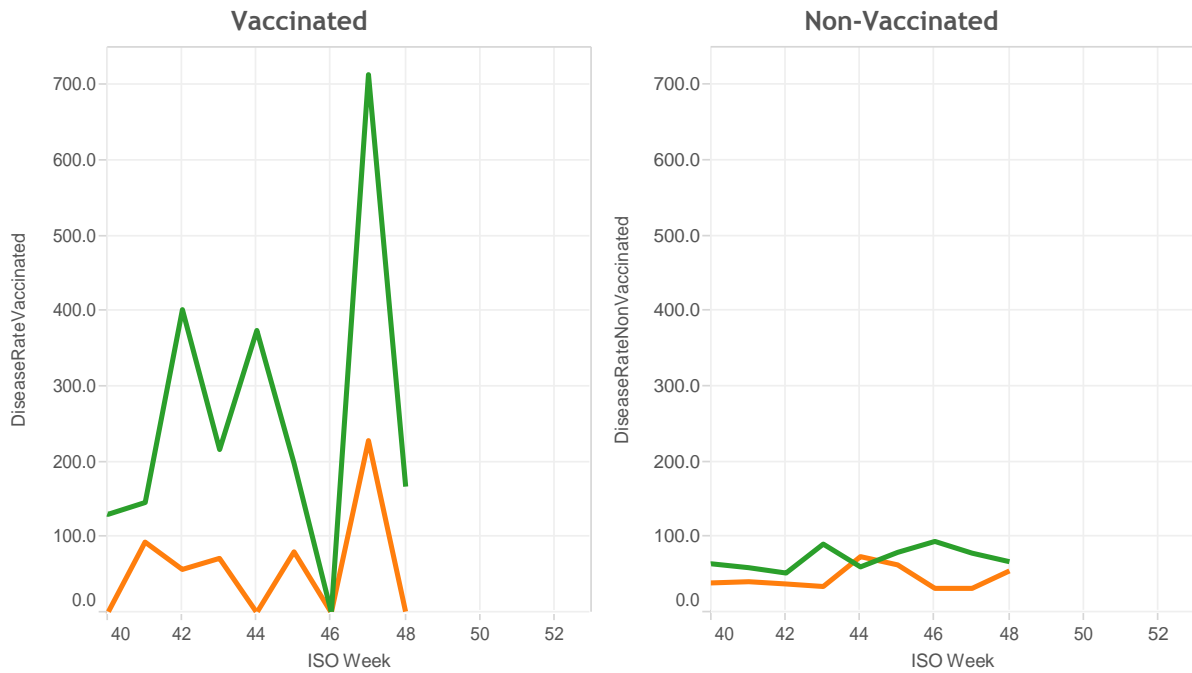 Vaccinated
Non-Vaccinated
DiseaseRateVaccinated
700.0
600.0
500.0
400.0
300.0
200.0
100.0
0.0
40 42 44 46 48 50 52
ISO Week
DiseaseRateNonVaccinated
700.0
600.0
500.0
400.0
300.0
200.0
100.0
0.0
40 42 44 46 48 50 52
ISO Week